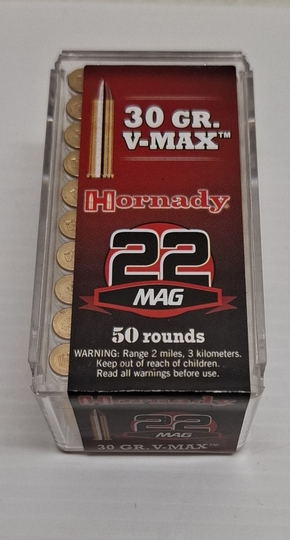 30 GR.
V-MAX™
Hornady®
22
MAG
50 rounds
WARNING: Range 2 miles, 3 kilometers.
Keep out of reach of children.
Read all warnings before use.
22
MAG
30 GR. V-MAX™